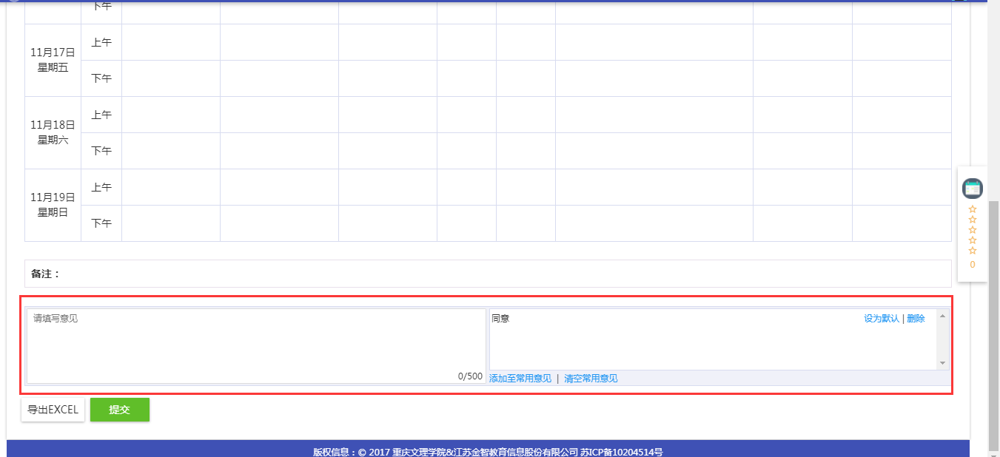 下午
11月17日
星期五
上午
下午
11月18日
星期六
上午
下午
11月19日
星期日
上午
下午
0
备注：
请填写意见
0/500
同意
设为默认 | 删除
添加至常用意见 | 清空常用意见
导出EXCEL
提交
版权信息：© 2017 重庆文理学院&江苏金智教育信息股份有限公司 苏ICP备10204514号